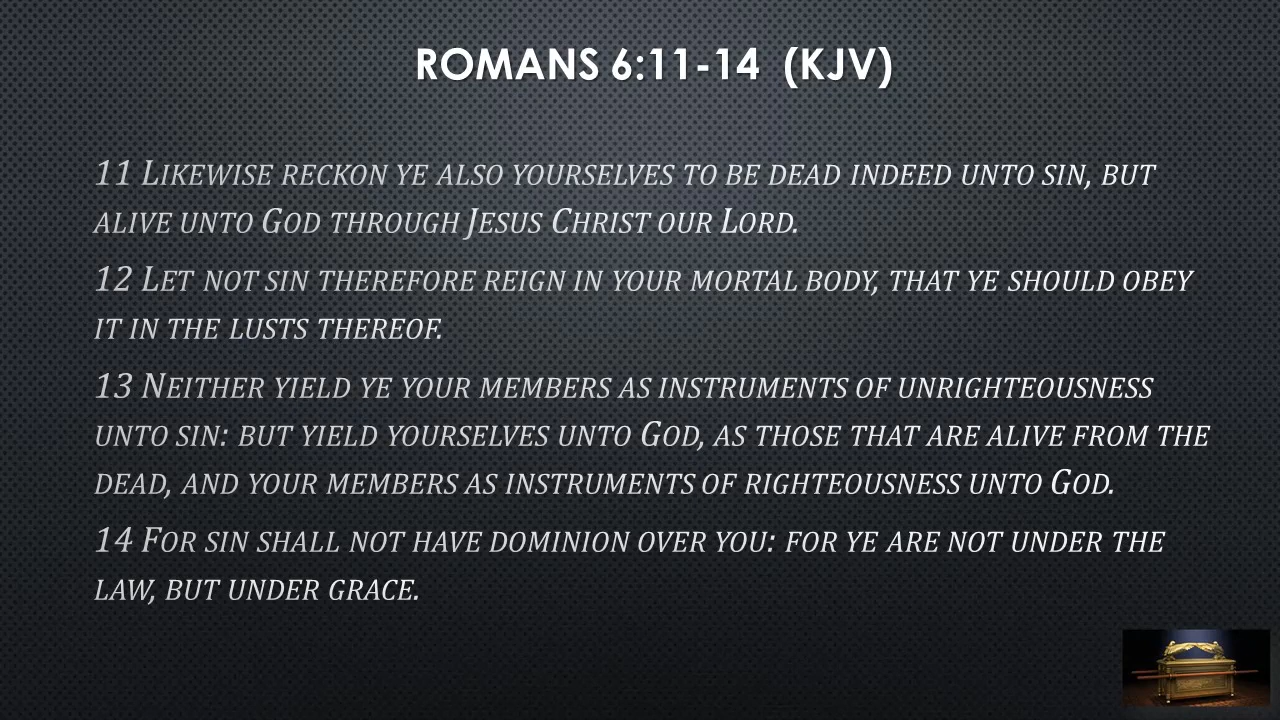 ROMANS 6:11-14 (KJV)
11 Likewise reckon ye also yourselves to be dead indeed unto sin, but
alive unto God through Jesus Christ our Lord.
12 Let not sin therefore reign in your mortal body, that ye should obey
it in the lusts thereof.
13 Neither yield ye your members as instruments of unrighteousness
unto sin: but yield yourselves unto God, as those that are alive from the
dead, and your members as instruments of righteousness unto God.
14 For sin shall not have dominion over you: for ye are not under the
law, but under grace.